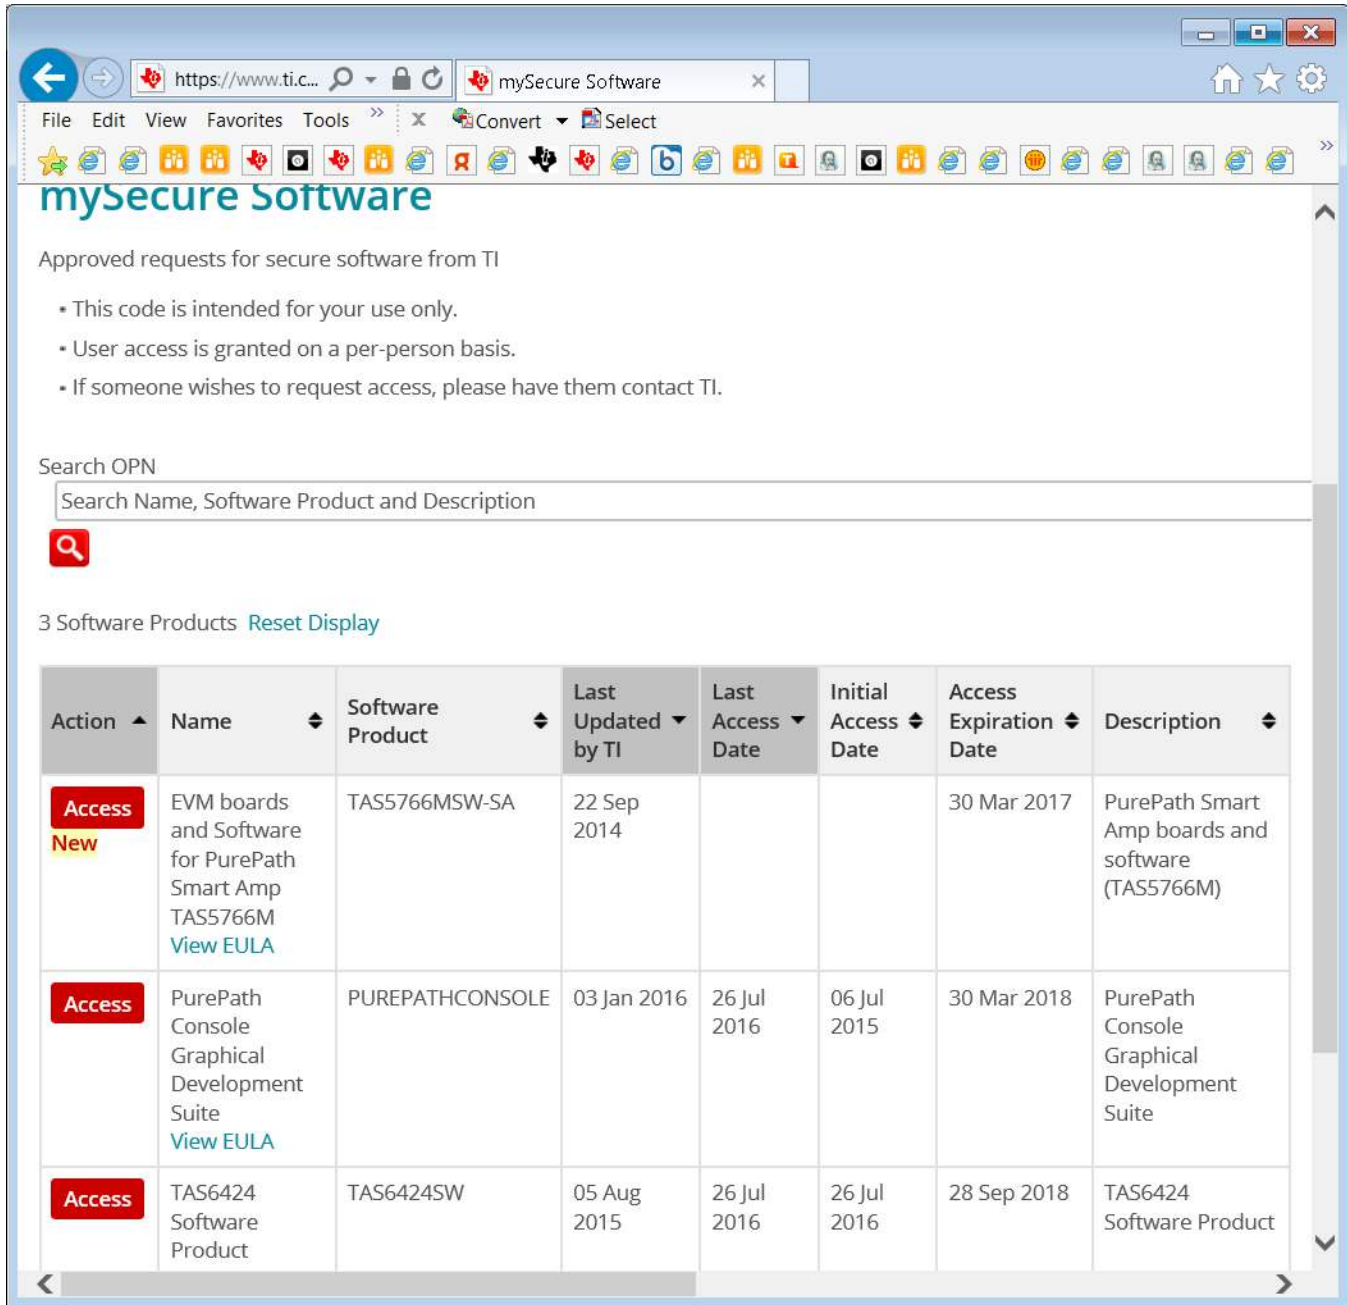 https://www.ti.c...
mySecure Software
File Edit View Favorites Tools » x Convert Select
»
mySecure Software
Approved requests for secure software from TI
• This code is intended for your use only.
• User access is granted on a per-person basis.
• If someone wishes to request access, please have them contact TI.
Search OPN
Search Name, Software Product and Description
3 Software Products Reset Display
Action
Name
Software
Product
Last
Updated
by TI
Last
Access
Date
Initial
Access
Date
Access
Expiration
Date
Description
Access
New
EVM boards
and Software
for PurePath
Smart Amp
TAS5766M
View EULA
TAS5766MSW-SA
22 Sep
2014
30 Mar 2017
PurePath Smart
Amp boards and
software
(TAS5766M)
Access
PurePath
Console
Graphical
Development
Suite
View EULA
PUREPATHCONSOLE
03 Jan 2016
26 Jul
2016
06 Jul
2015
30 Mar 2018
PurePath
Console
Graphical
Development
Suite
Access
TAS6424
Software
Product
TAS6424SW
05 Aug
2015
26 Jul
2016
26 Jul
2016
28 Sep 2018
TAS6424
Software Product